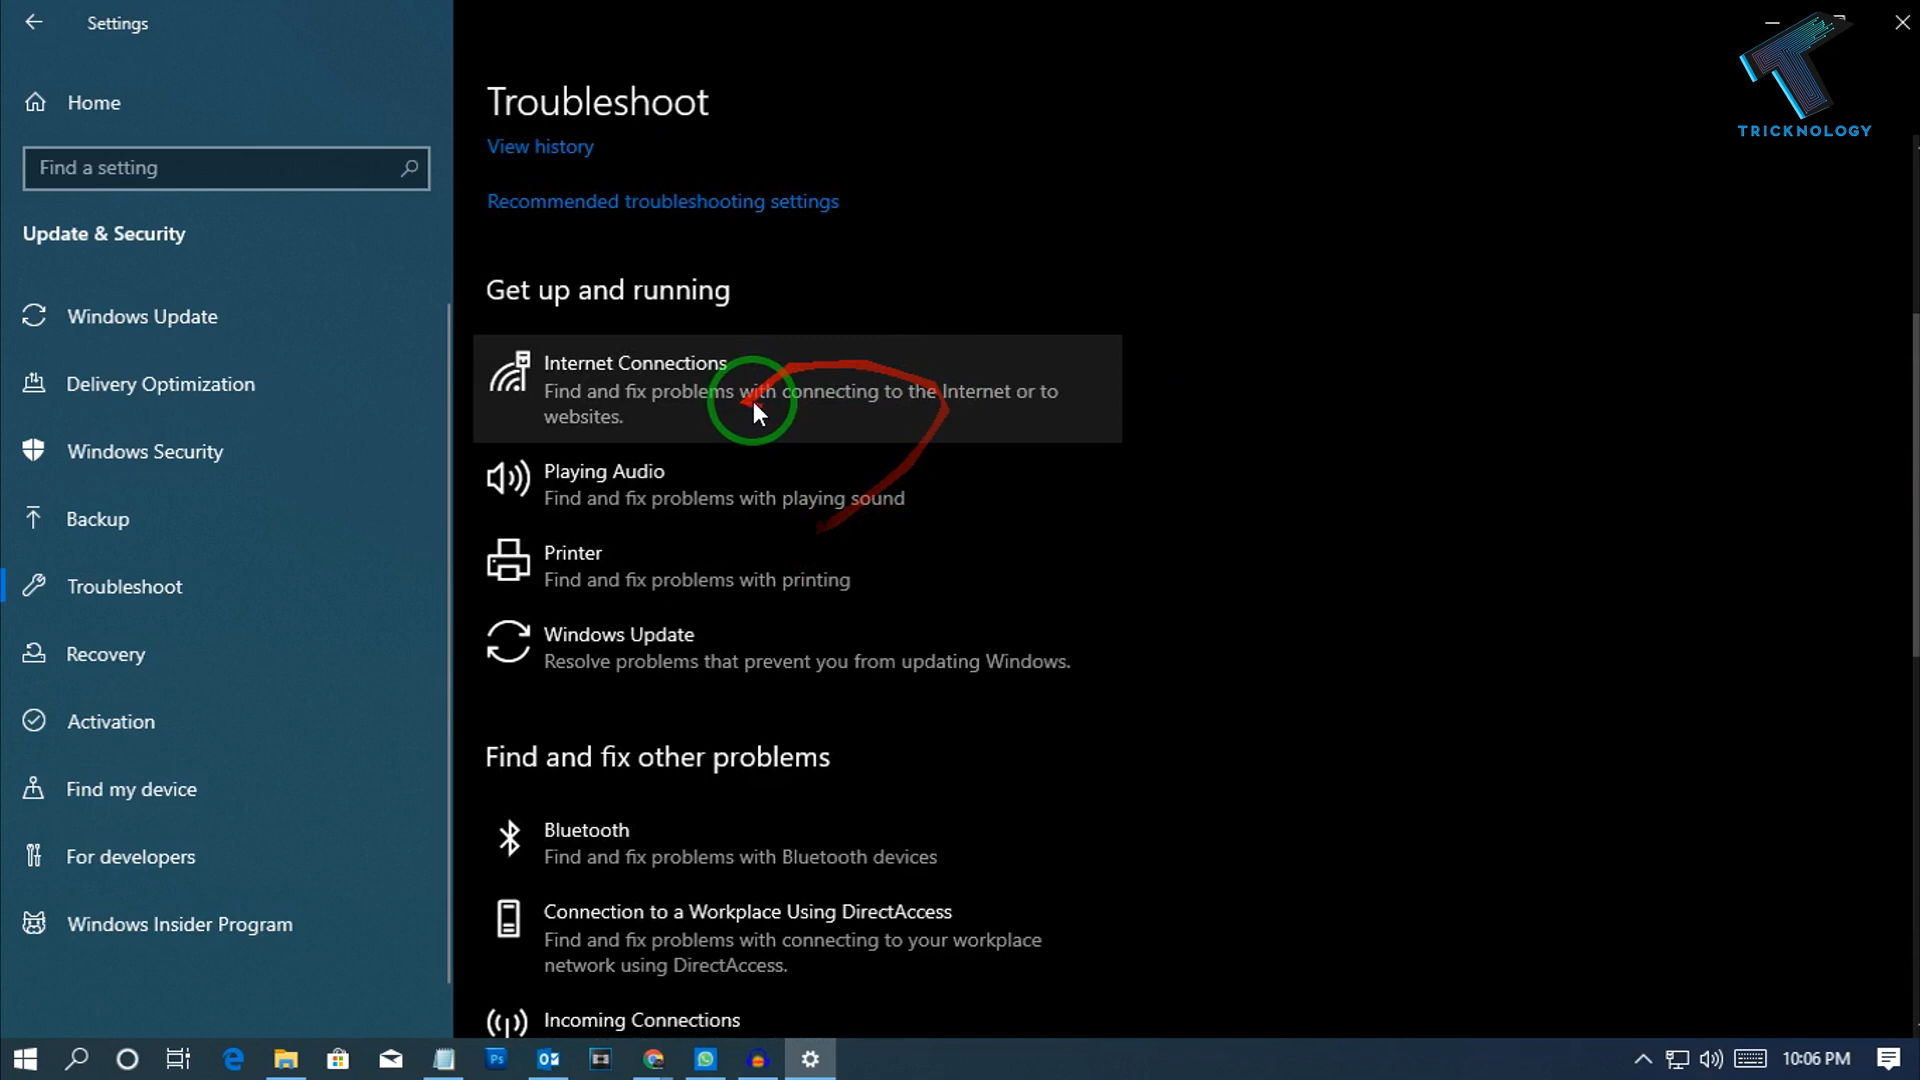 Settings
Home
Find a setting
Update & Security
Windows Update
Delivery Optimization
Windows Security
Backup
Troubleshoot
Recovery
Activation
Find my device
For developers
Windows Insider Program
Troubleshoot
View history
Recommended troubleshooting settings
Get up and running
Internet Connections
Find and fix problems with connecting to the Internet or to
websites.
Playing Audio
Find and fix problems with playing sound
Printer
Find and fix problems with printing
Windows Update
Resolve problems that prevent you from updating Windows.
Find and fix other problems
Bluetooth
Find and fix problems with Bluetooth devices
Connection to a Workplace Using DirectAccess
Find and fix problems with connecting to your workplace
network using DirectAccess.
Incoming Connections
TRICKNOLOGY
Ps
10:06 PM